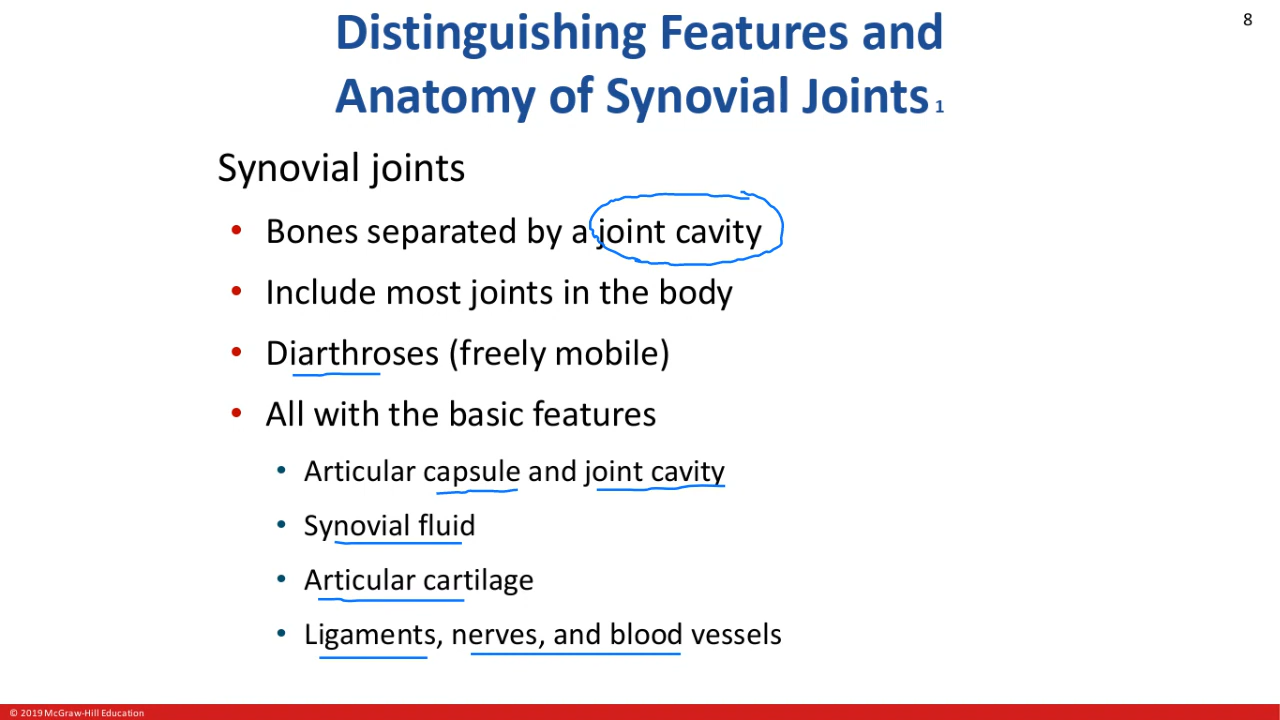 8
Distinguishing Features and
Anatomy of Synovial Joints 1
Synovial joints
• Bones separated by a joint cavity
• Include most joints in the body
• Diarthroses (freely mobile)
• All with the basic features
• Articular capsule and joint cavity
• Synovial fluid
• Articular cartilage
• Ligaments, nerves, and blood vessels
© 2019 McGraw-Hill Education